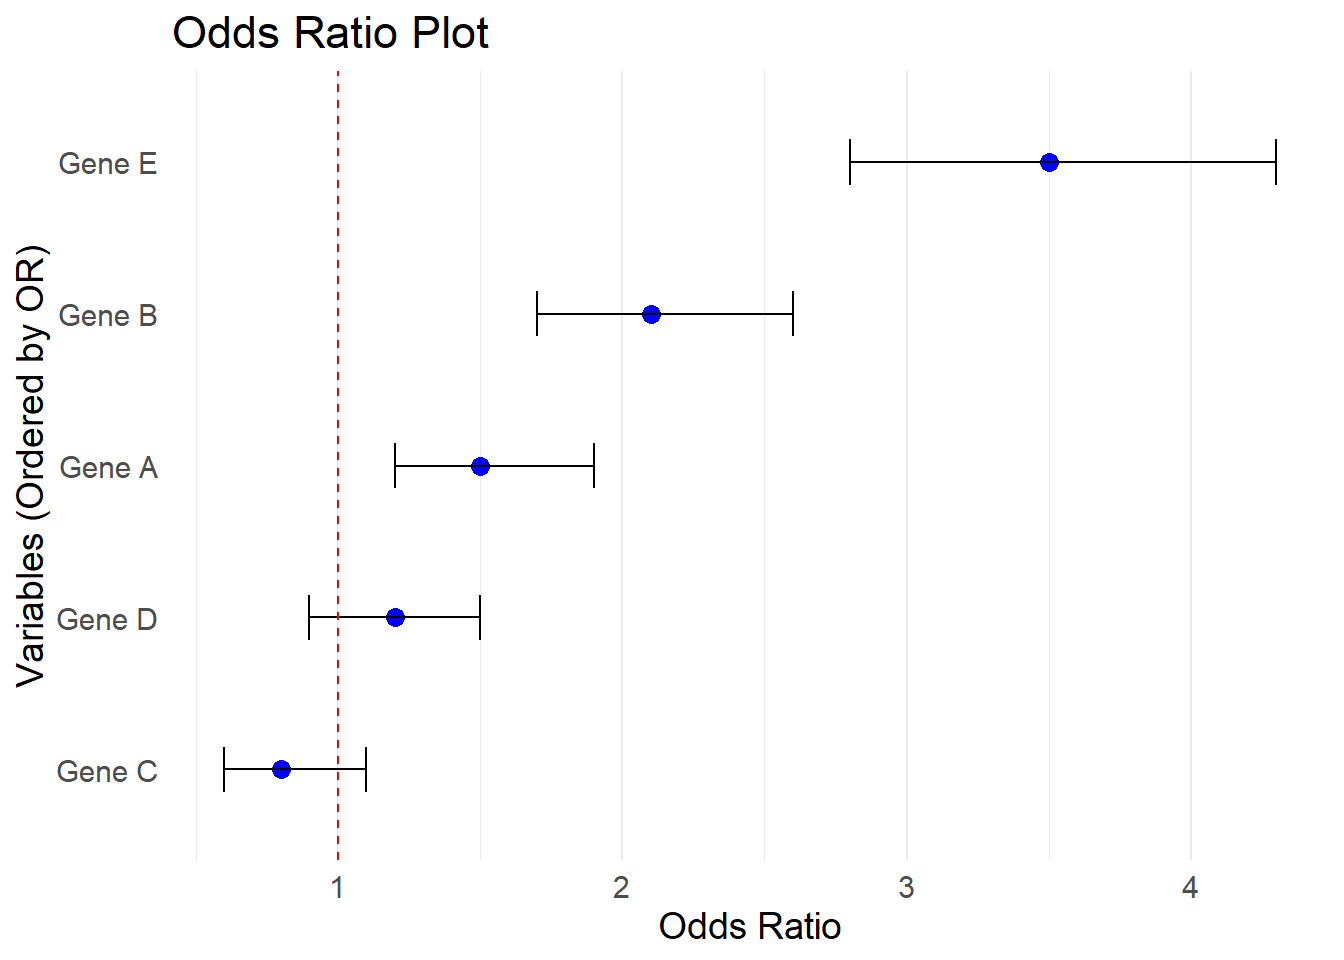 Odds Ratio Plot
Variables (Ordered by OR)
Gene E
Gene B
Gene A
Gene D
Gene C
1 2 3 4
Odds Ratio